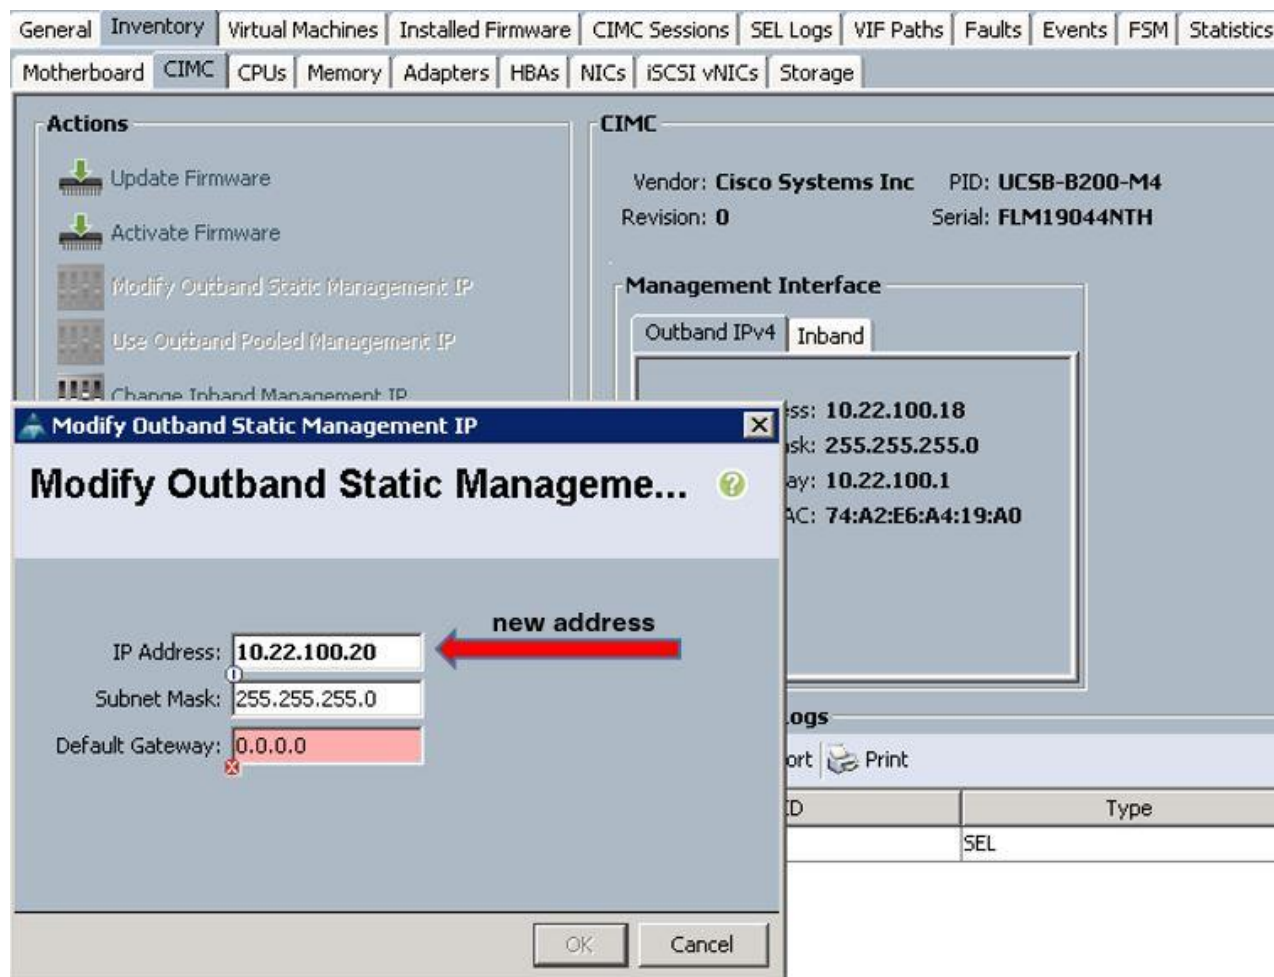 General Inventory Virtual Machines Installed Firmware CIMC Sessions SEL Logs VIF Paths Faults Events FSM Statistics
Motherboard CIMC CPUs Memory Adapters HBAs NICs iSCSI vNICs Storage
Actions
Update Firmware
Activate Firmware
Modify Outband Static Management IP
Use Outband Pooled Management IP
Change Inband Management IP
CIMC
Vendor: Cisco Systems Inc PID: UCSB-B200-M4
Revision: 0 Serial: FLM19044NTH
Management Interface
Outband IPv4 Inband
ess: 10.22.100.18
ask: 255.255.255.0
ay: 10.22.100.1
AC: 74:A2:E6:A4:19:A0
Modify Outband Static Management IP
Modify Outband Static Manageme...
new address
IP Address: 10.22.100.20
Subnet Mask: 255.255.255.0
Default Gateway: 0.0.0.0
OK Cancel
ogs
ort Print
ID Type
SEL